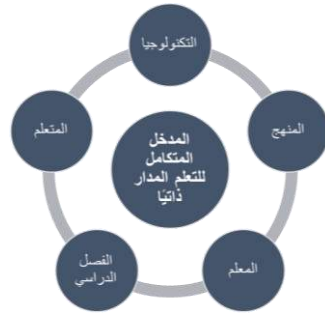 التكنولوجيا
المنهج
المعلم
الفصل
الدراسي
المتعلم
المدخل
المتكامل
للتعلم المدار
ذاتيًا